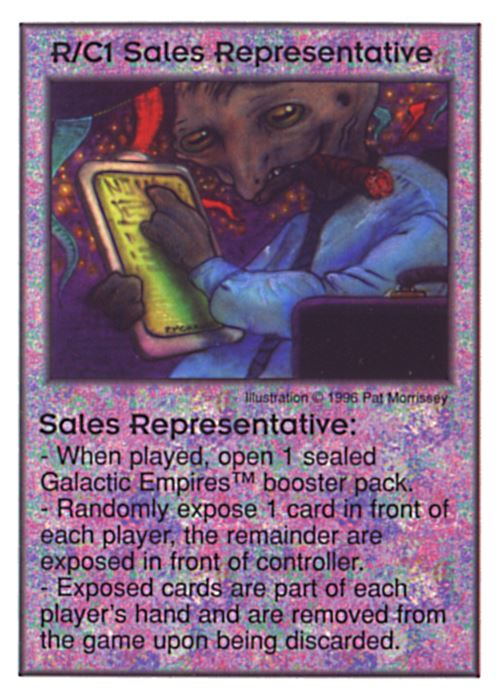 R/C1 Sales Representative
Illustration © 1996 Pat Morrissey
Sales Representative:
- When played, open 1 sealed
Galactic Empires™ booster pack.
- Randomly expose 1 card in front of
each player, the remainder are
exposed in front of controller.
- Exposed cards are part of each
player's hand and are removed from
the game upon being discarded.